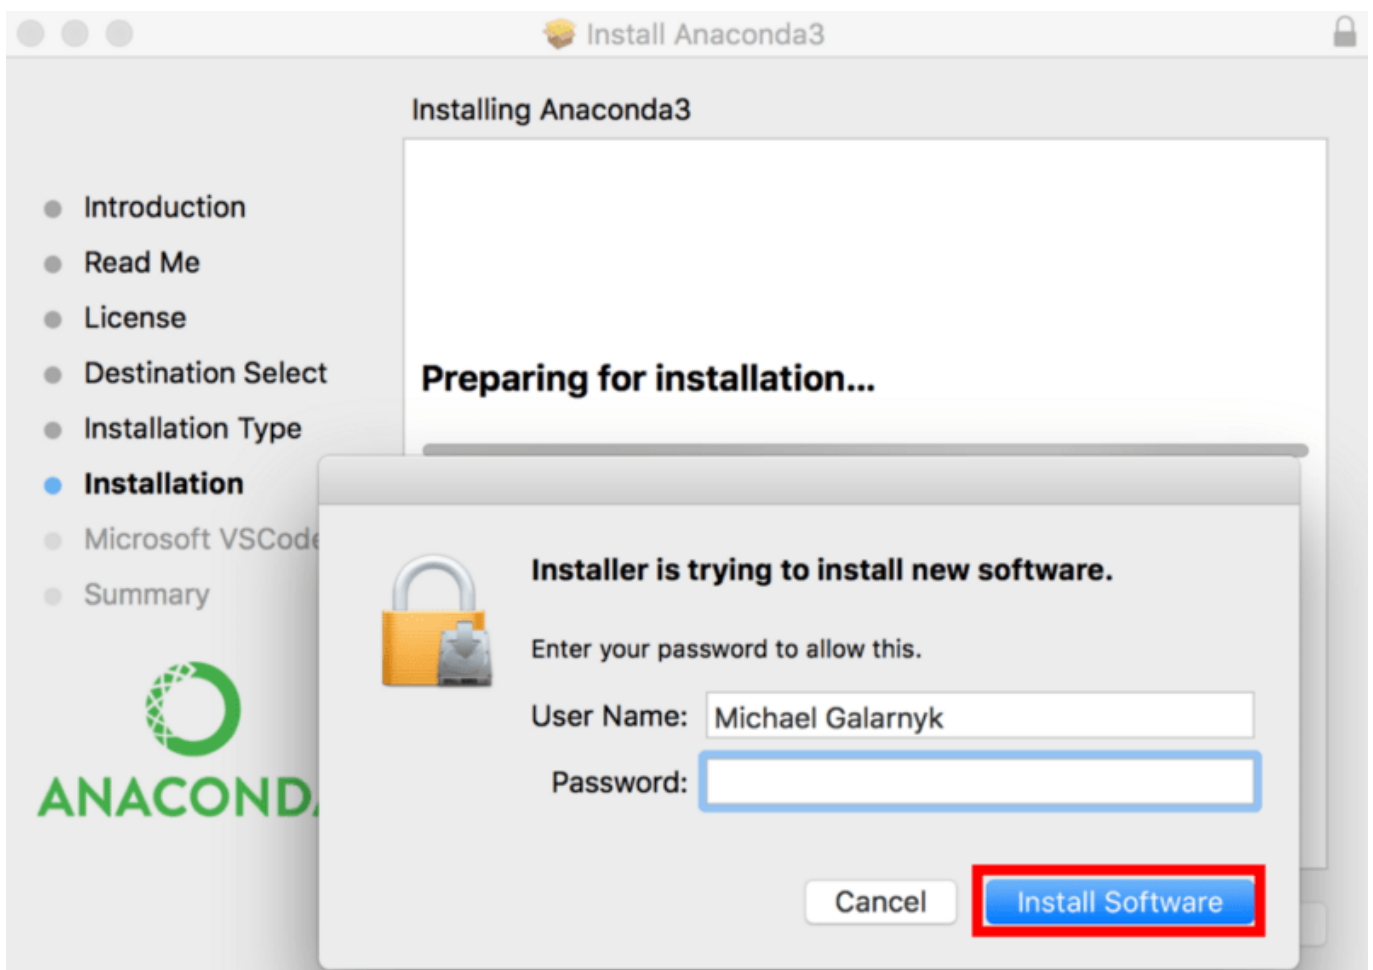 Install Anaconda3
Installing Anaconda3
Introduction
Read Me
License
Destination Select
Installation Type
Installation
Microsoft VSCode
Summary
ANACONDA
Preparing for installation...
Installer is trying to install new software.
Enter your password to allow this.
User Name: Michael Galarnyk
Password:
Cancel
Install Software